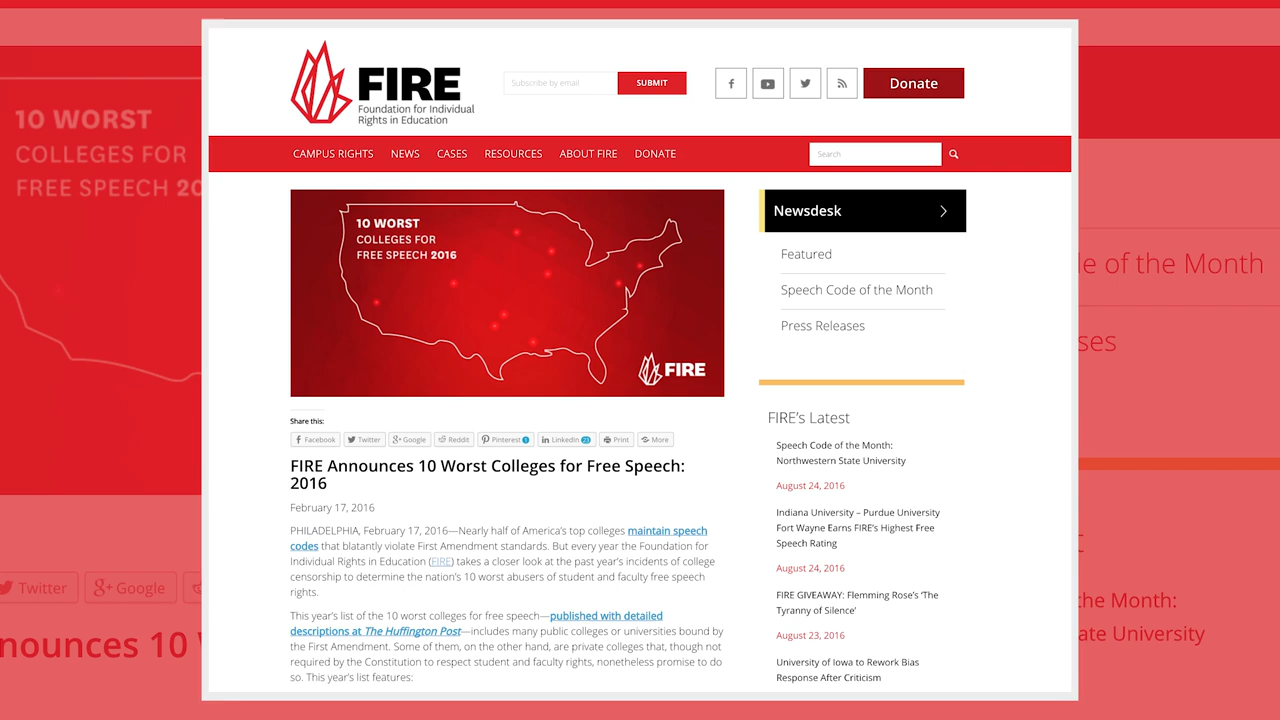 FIRE
Foundation for Individual
Rights in Education
Subscribe by email
SUBMIT
Donate
CAMPUS RIGHTS NEWS CASES RESOURCES ABOUT FIRE DONATE
Search
10 WORST
COLLEGES FOR
FREE SPEECH 2016
FIRE
Share this:
Facebook Twitter Google Reddit Pinterest 1 LinkedIn 23 Print More
FIRE Announces 10 Worst Colleges for Free Speech:
2016
February 17, 2016
PHILADELPHIA, February 17, 2016—Nearly half of America's top colleges maintain speech
codes that blatantly violate First Amendment standards. But every year the Foundation for
Individual Rights in Education (FIRE) takes a closer look at the past year's incidents of college
censorship to determine the nation's 10 worst abusers of student and faculty free speech
rights.
This year's list of the 10 worst colleges for free speech—published with detailed
descriptions at The Huffington Post—includes many public colleges or universities bound by
the First Amendment. Some of them, on the other hand, are private colleges that, though not
required by the Constitution to respect student and faculty rights, nonetheless promise to do
so. This year's list features:
Newsdesk
Featured
Speech Code of the Month
Press Releases
FIRE's Latest
Speech Code of the Month:
Northwestern State University
August 24, 2016
Indiana University – Purdue University
Fort Wayne Earns FIRE's Highest Free
Speech Rating
August 24, 2016
FIRE GIVEAWAY: Flemming Rose's 'The
Tyranny of Silence'
August 23, 2016
University of Iowa to Rework Bias
Response After Criticism
10 WORST
COLLEGES FOR
FREE SPEECH 20
Twitter Google
nounces 10
le of the Month
ses
the Month:
ate University